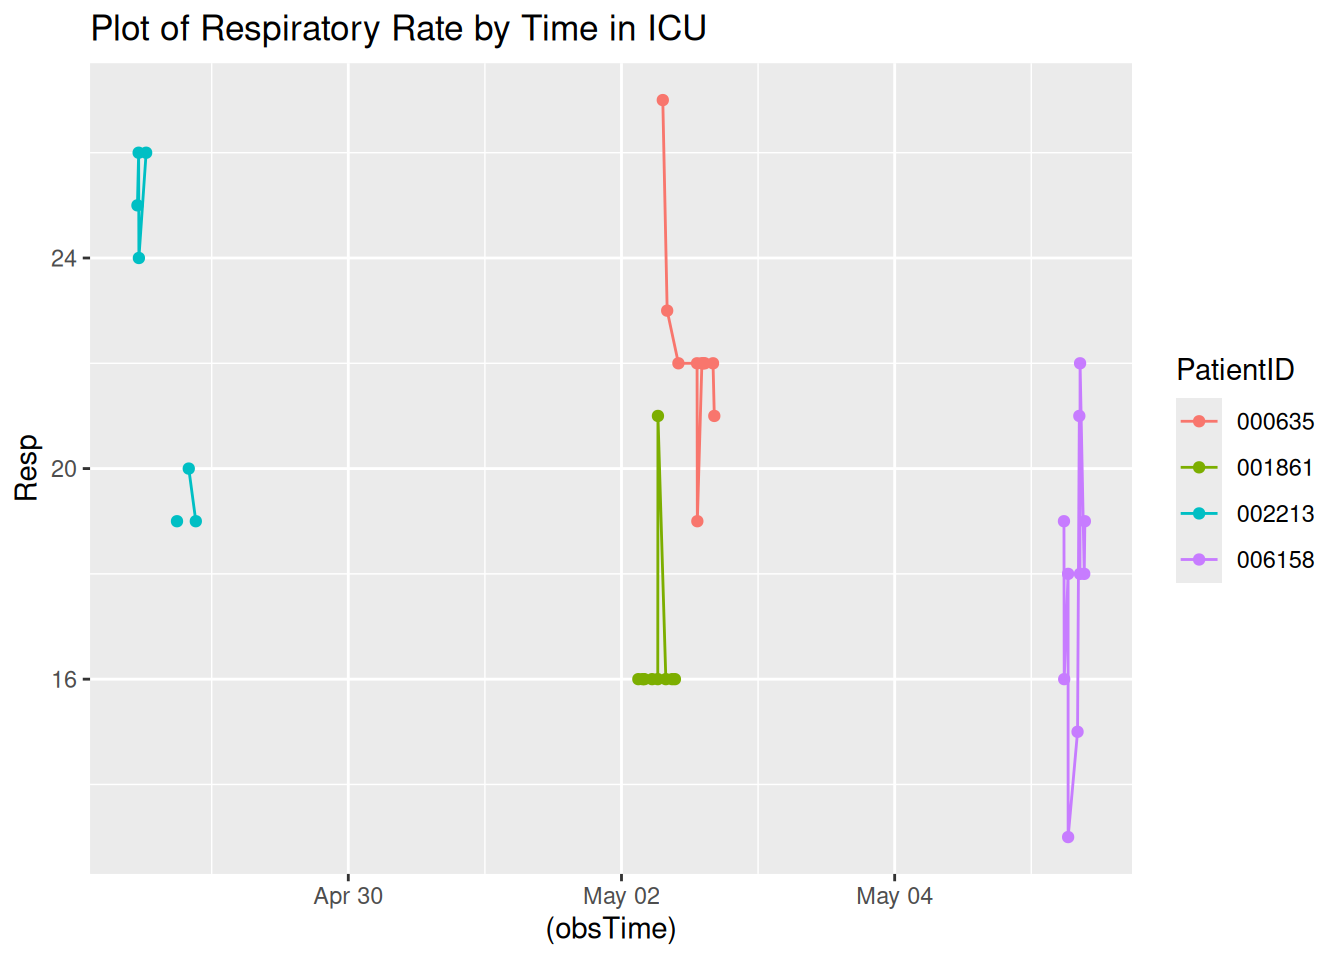 Plot of Respiratory Rate by Time in ICU
24
20
16
Resp
Apr 30
May 02
May 04
(obsTime)
PatientID
000635
001861
002213
006158